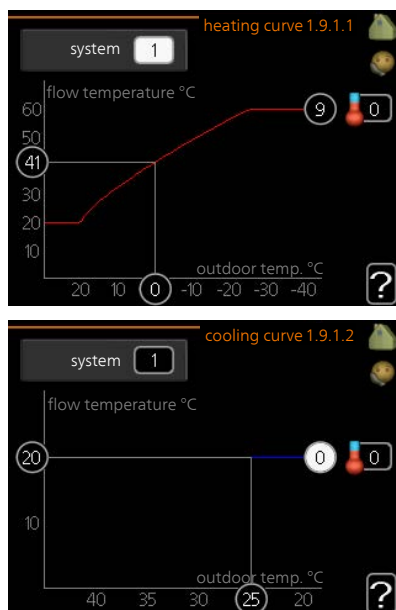 heating curve 1.9.1.1
system 1
flow temperature °C
60
9 0
50
41
30
20
10
outdoor temp. °C
20 10 0 -10 -20 -30 -40
?
cooling curve 1.9.1.2
system 1
flow temperature °C
20 0 0
10
outdoor temp. °C
40 35 30 25 20
?